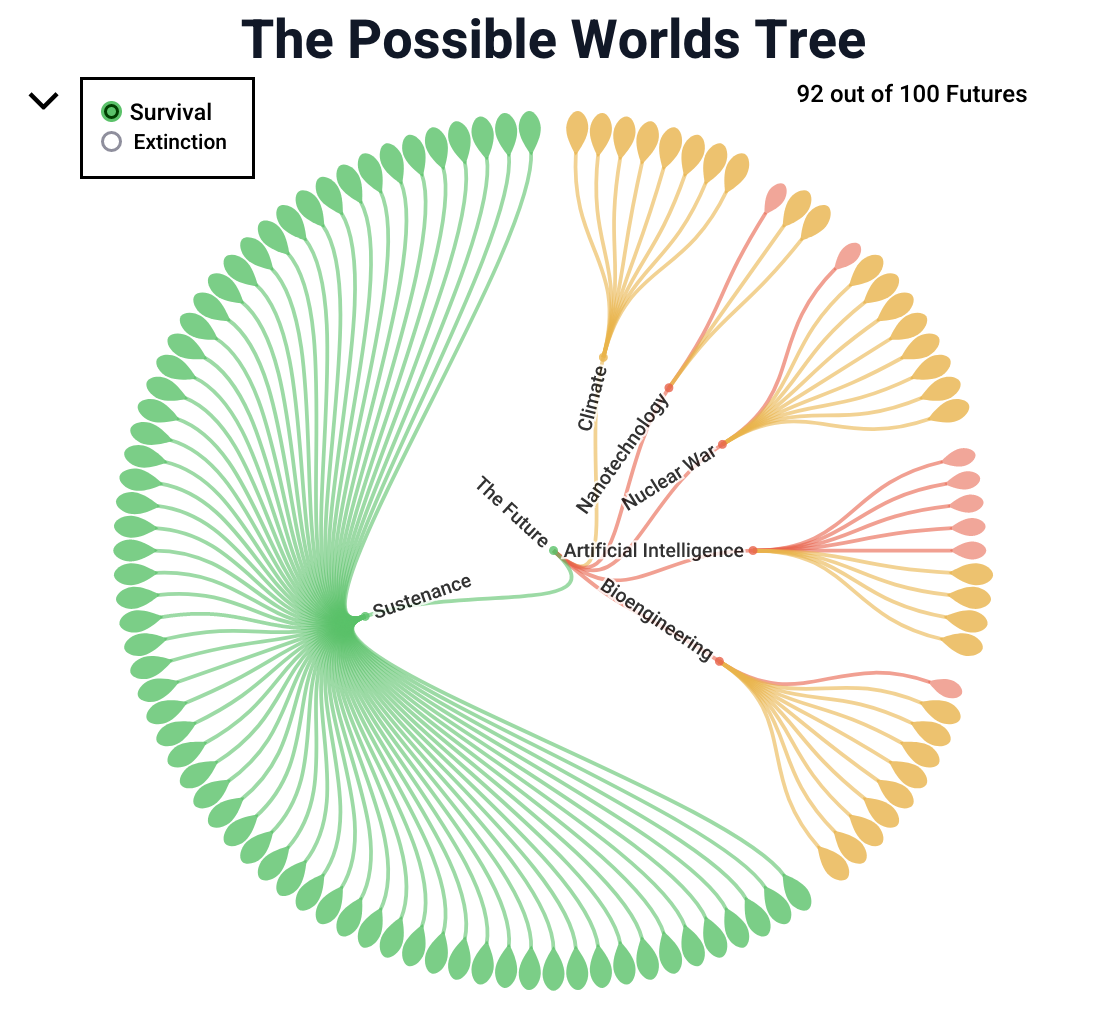 The Possible Worlds Tree
Survival
Extinction
92 out of 100 Futures
Climate
Nanotechnology
Nuclear War
The Future
Artificial Intelligence
Sustenance
Bioengineering